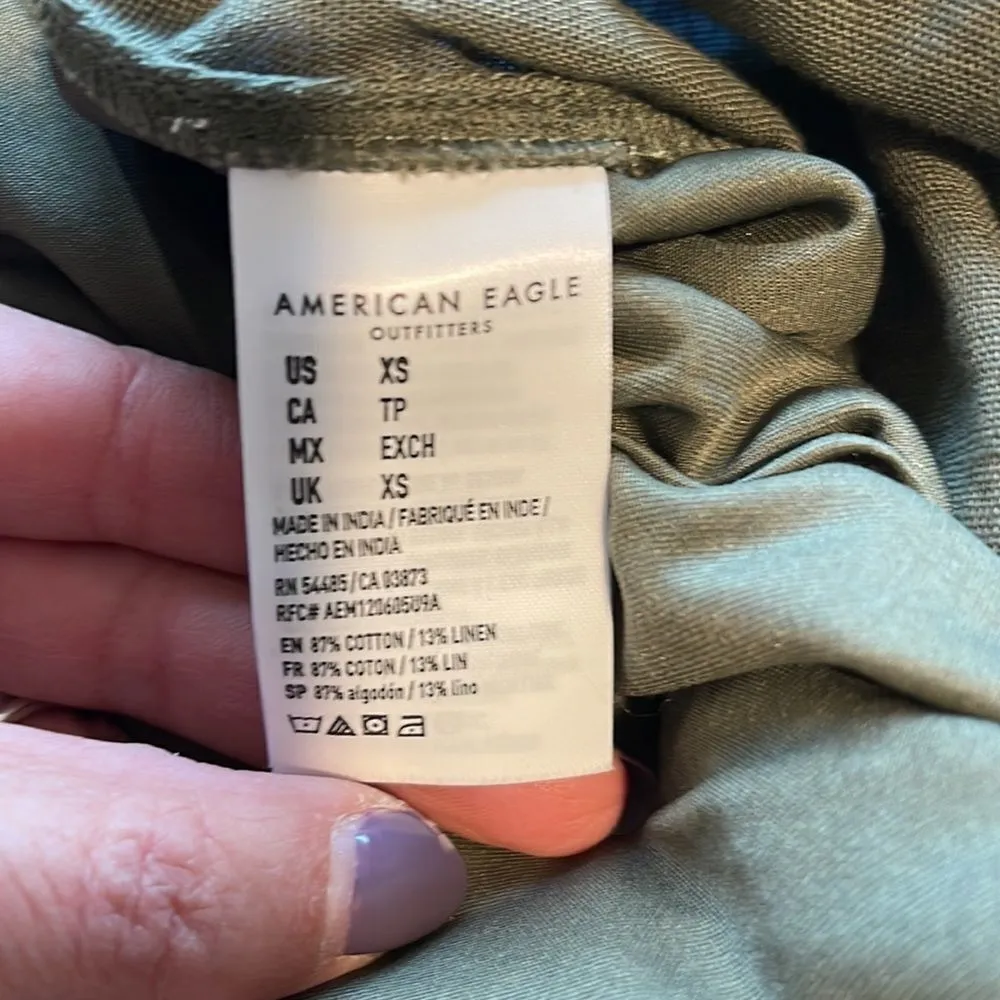 AMERICAN EAGLE
OUTFITTERS
US XS
CA TP
MX EXCH
UK XS
MADE IN INDIA / FABRIQUÉ EN INDE /
HECHO EN INDIA
RN 54485 / CA 03873
RFC# AEM120605U9A
EN 87% COTTON / 13% LINEN
FR 87% COTON / 13% LIN
SP 87% algodón / 13% lino